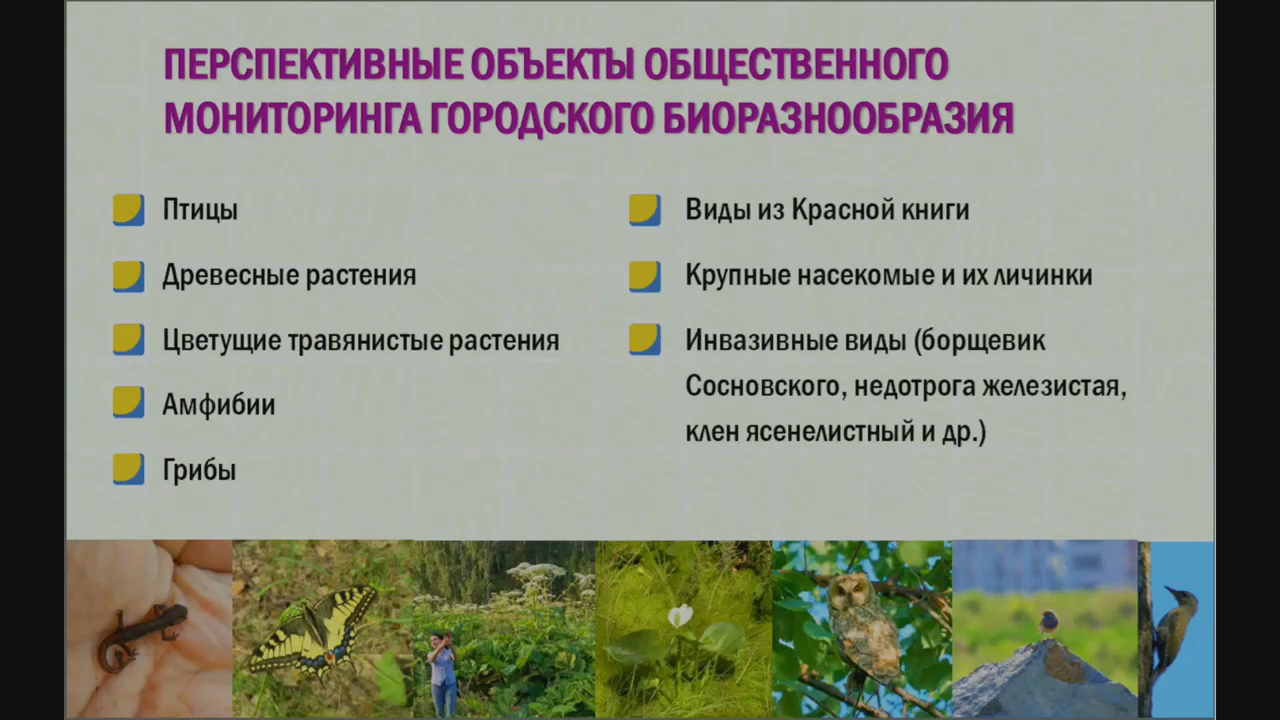 ПЕРСПЕКТИВНЫЕ ОБЪЕКТЫ ОБЩЕСТВЕННОГО
МОНИТОРИНГА ГОРОДСКОГО БИОРАЗНООБРАЗИЯ
Птицы
Древесные растения
Цветущие травянистые растения
Амфибии
Грибы
Виды из Красной книги
Крупные насекомые и их личинки
Инвазивные виды (борщевик
Сосновского, недотрога железистая,
клен ясенелистный и др.)